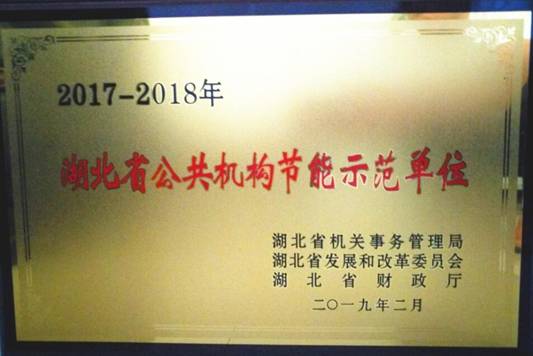 2017-2018年
湖北省公共机构节能示范单位
湖北省机关事务管理局
湖北省发展和改革委员会
湖北省财政厅
二〇一九年二月